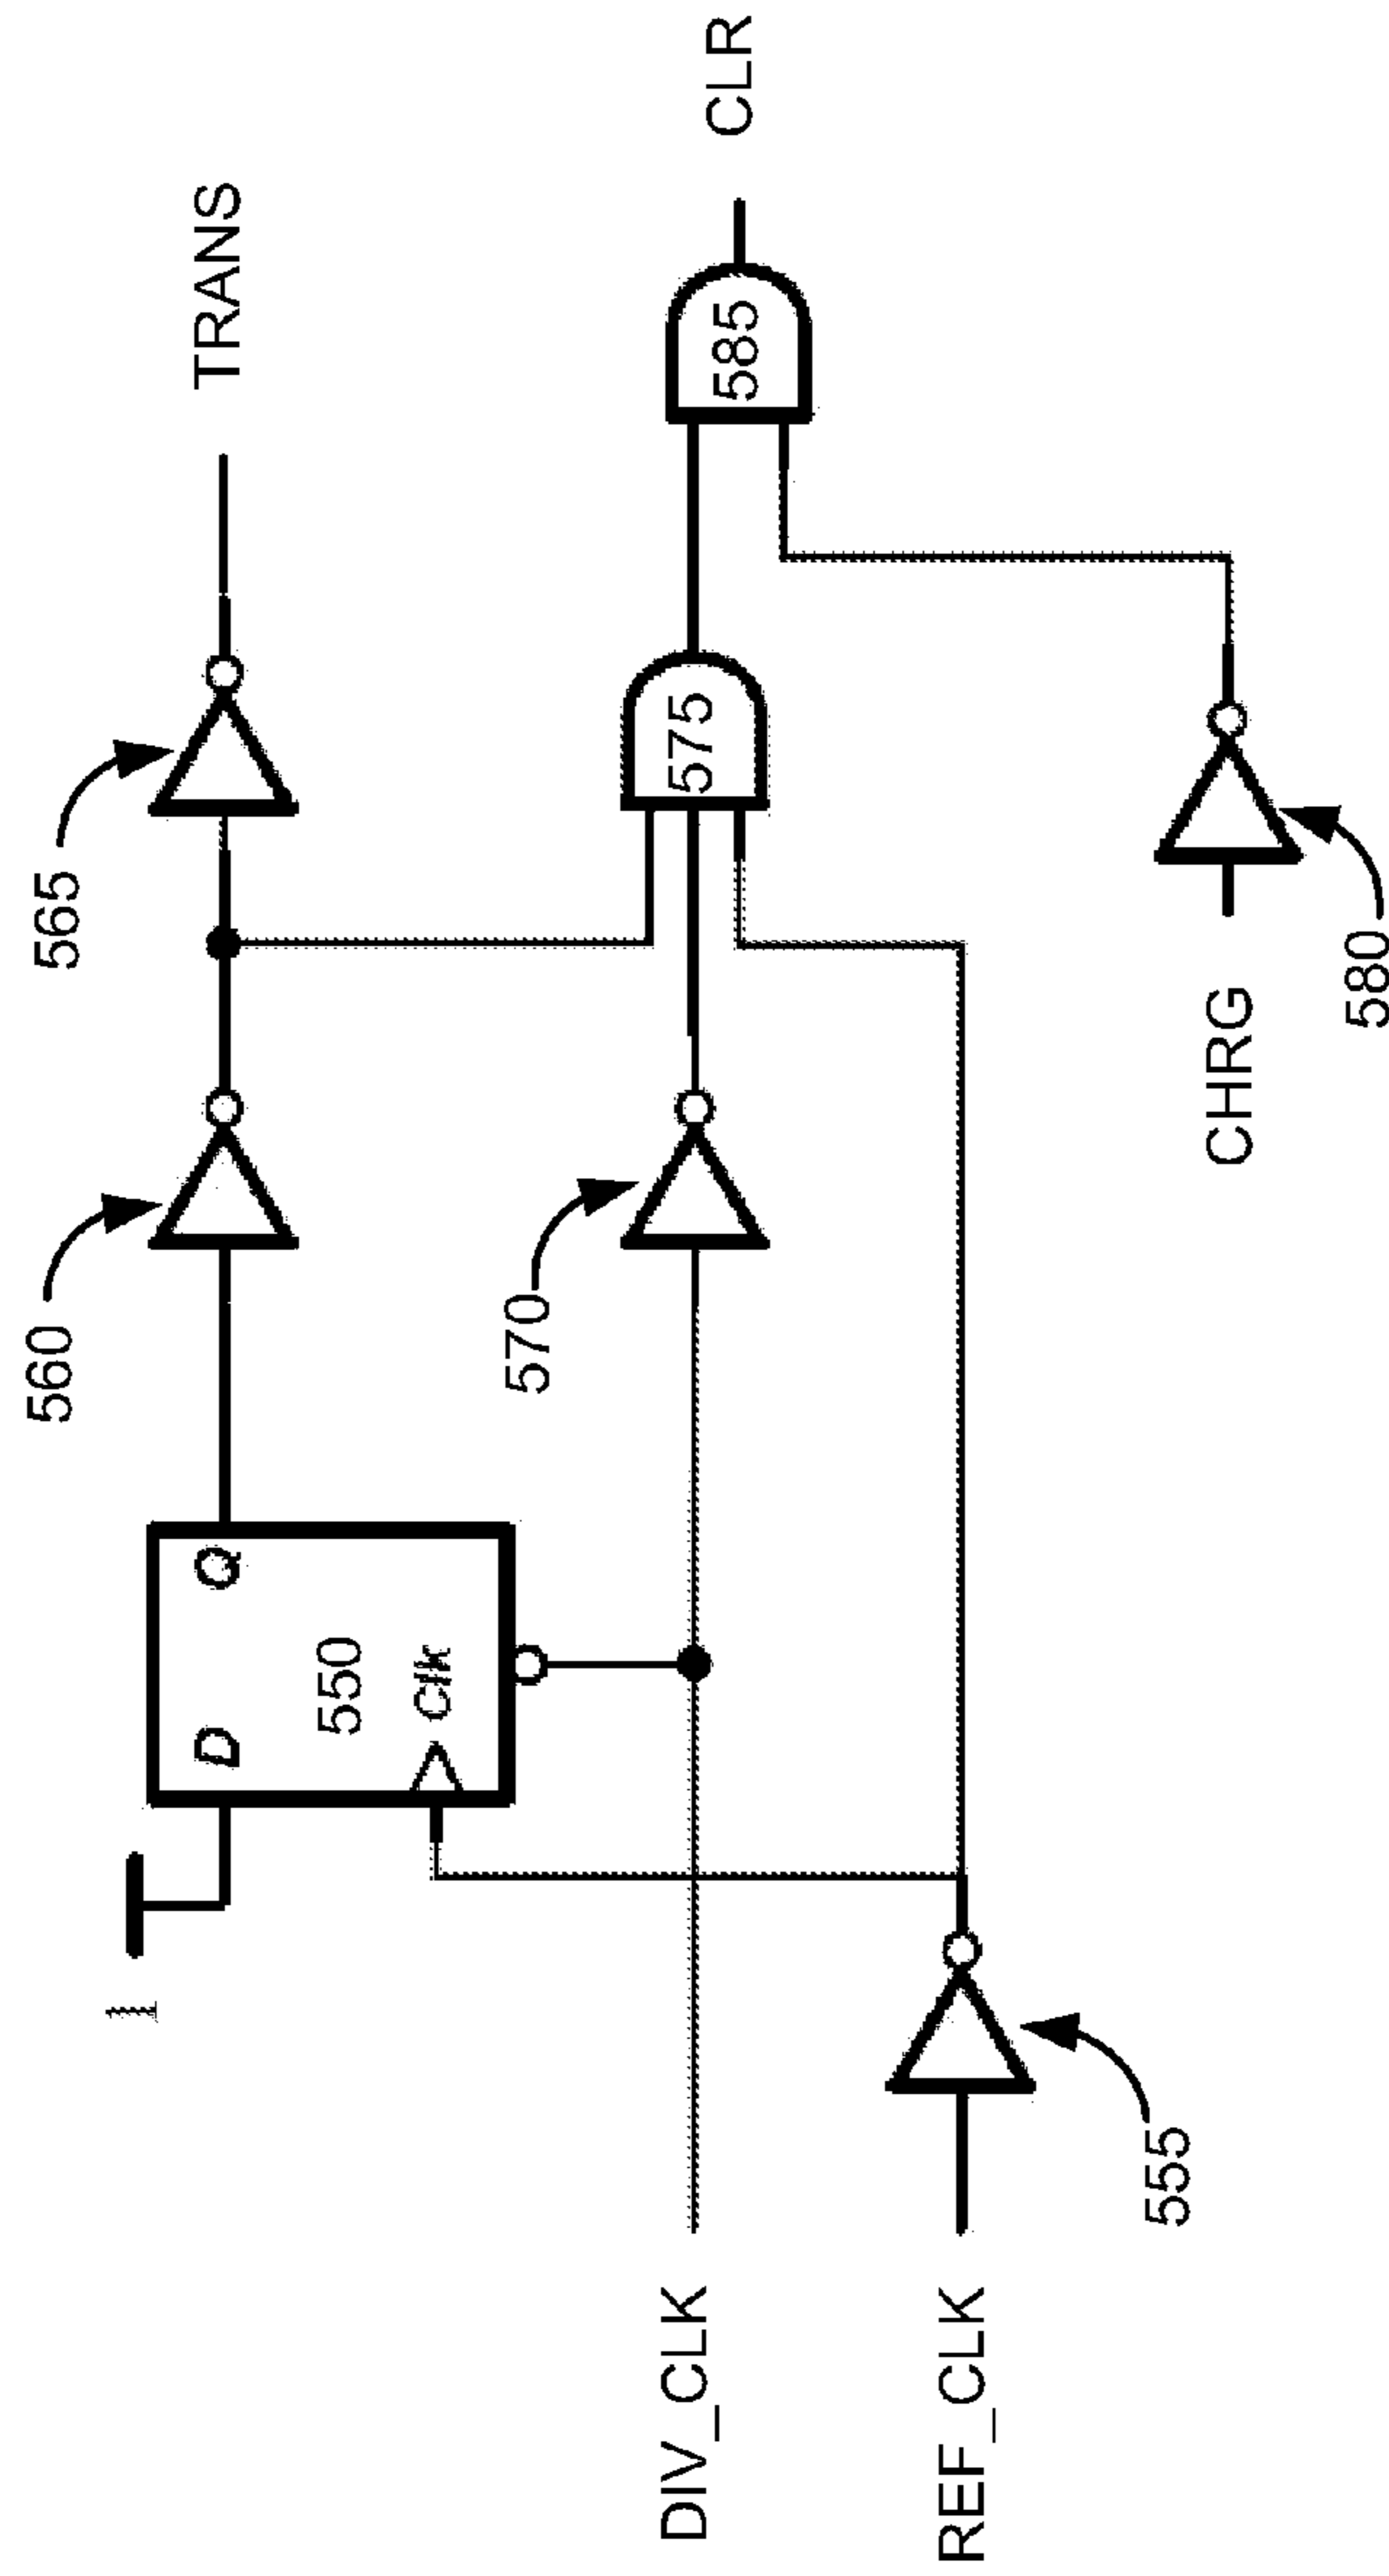 TRANS
CLR
560
565
1
D
Q
550
Clk
570
575
585
DIV_CLK
REF_CLK
555
CHRG
580